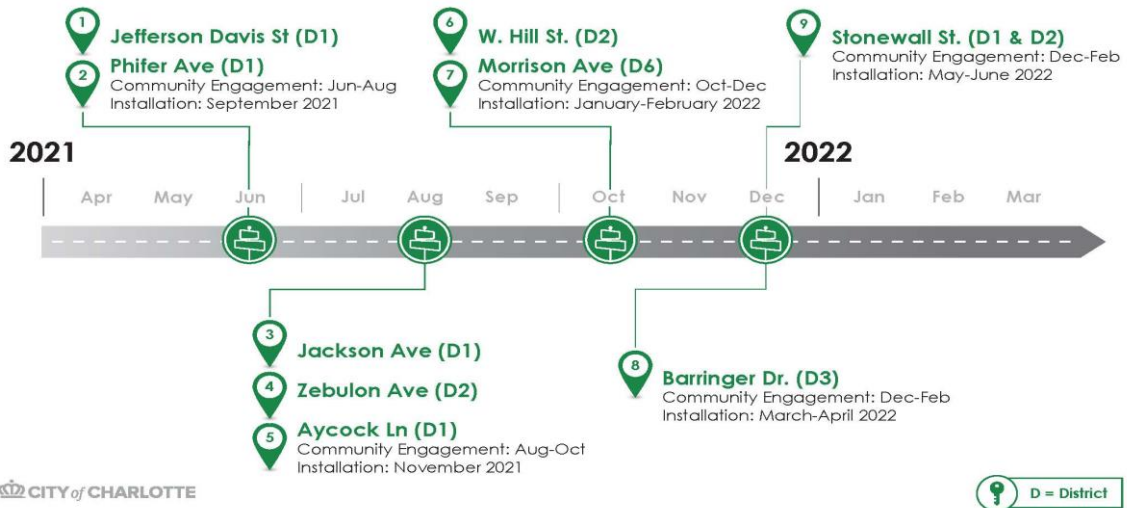 1
Jefferson Davis St (D1)
2
Phifer Ave (D1)
Community Engagement: Jun-Aug
Installation: September 2021
6
W. Hill St. (D2)
7
Morrison Ave (D6)
Community Engagement: Oct-Dec
Installation: January-February 2022
9
Stonewall St. (D1 & D2)
Community Engagement: Dec-Feb
Installation: May-June 2022
2021
2022
Apr May Jun Jul Aug Sep Oct Nov Dec Jan Feb Mar
3
Jackson Ave (D1)
4
Zebulon Ave (D2)
5
Aycock Ln (D1)
Community Engagement: Aug-Oct
Installation: November 2021
8
Barringer Dr. (D3)
Community Engagement: Dec-Feb
Installation: March-April 2022
CITY of CHARLOTTE
D = District